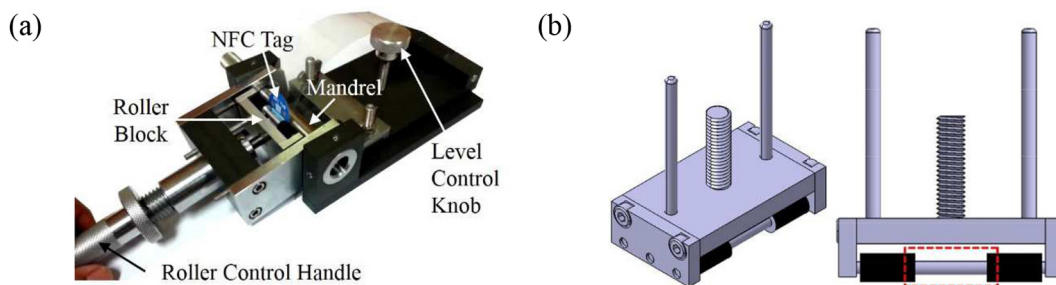 (a)
NFC Tag
Mandrel
Roller
Block
Level
Control
Knob
Roller Control Handle
(b)